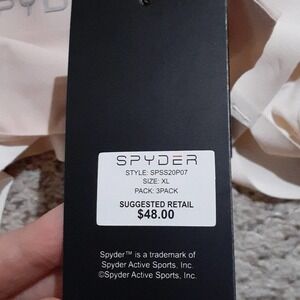 SPYDER
SPYDER
STYLE: SPSS20P07
SIZE: XL
PACK: 3PACK
SUGGESTED RETAIL
$48.00
Spyder™ is a trademark of
Spyder Active Sports, Inc.
©Spyder Active Sports, Inc.